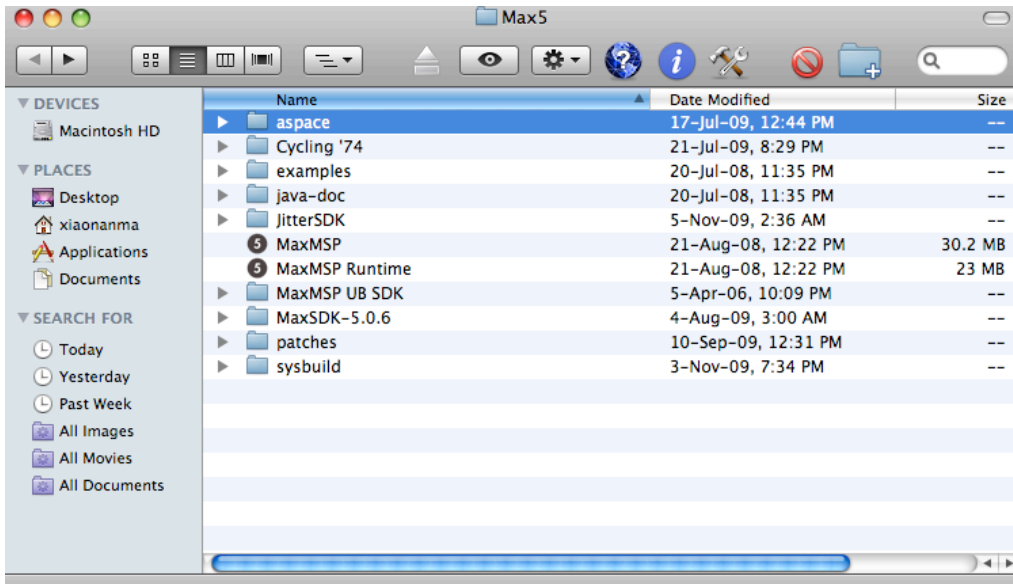 Max5
DEVICES
Macintosh HD
PLACES
Desktop
xiaonanma
Applications
Documents
SEARCH FOR
Today
Yesterday
Past Week
All Images
All Movies
All Documents
Name Date Modified Size
aspace 17-Jul-09, 12:44 PM --
Cycling '74 21-Jul-09, 8:29 PM --
examples 20-Jul-08, 11:35 PM --
java-doc 20-Jul-08, 11:35 PM --
JitterSDK 5-Nov-09, 2:36 AM --
5 MaxMSP 21-Aug-08, 12:22 PM 30.2 MB
5 MaxMSP Runtime 21-Aug-08, 12:22 PM 23 MB
MaxMSP UB SDK 5-Apr-06, 10:09 PM --
MaxSDK-5.0.6 4-Aug-09, 3:00 AM --
patches 10-Sep-09, 12:31 PM --
sysbuild 3-Nov-09, 7:34 PM --